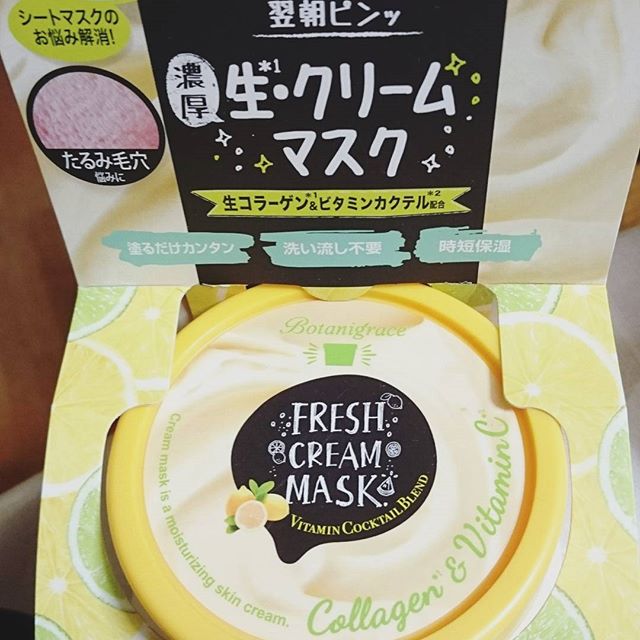 シートマスクの
お悩み解消!
翌朝ピンッ
濃厚
生*1・クリーム
マスク
たるみ毛穴
悩みに
生コラーゲン*1&ビタミンカクテル*2配合
塗るだけカンタン
洗い流し不要
時短保湿
Botanigrace
FRESH
CREAM
MASK
VITAMIN COCKTAIL BLEND
Cream mask is a moisturizing skin cream.
Collagen*1 & Vitamin C*